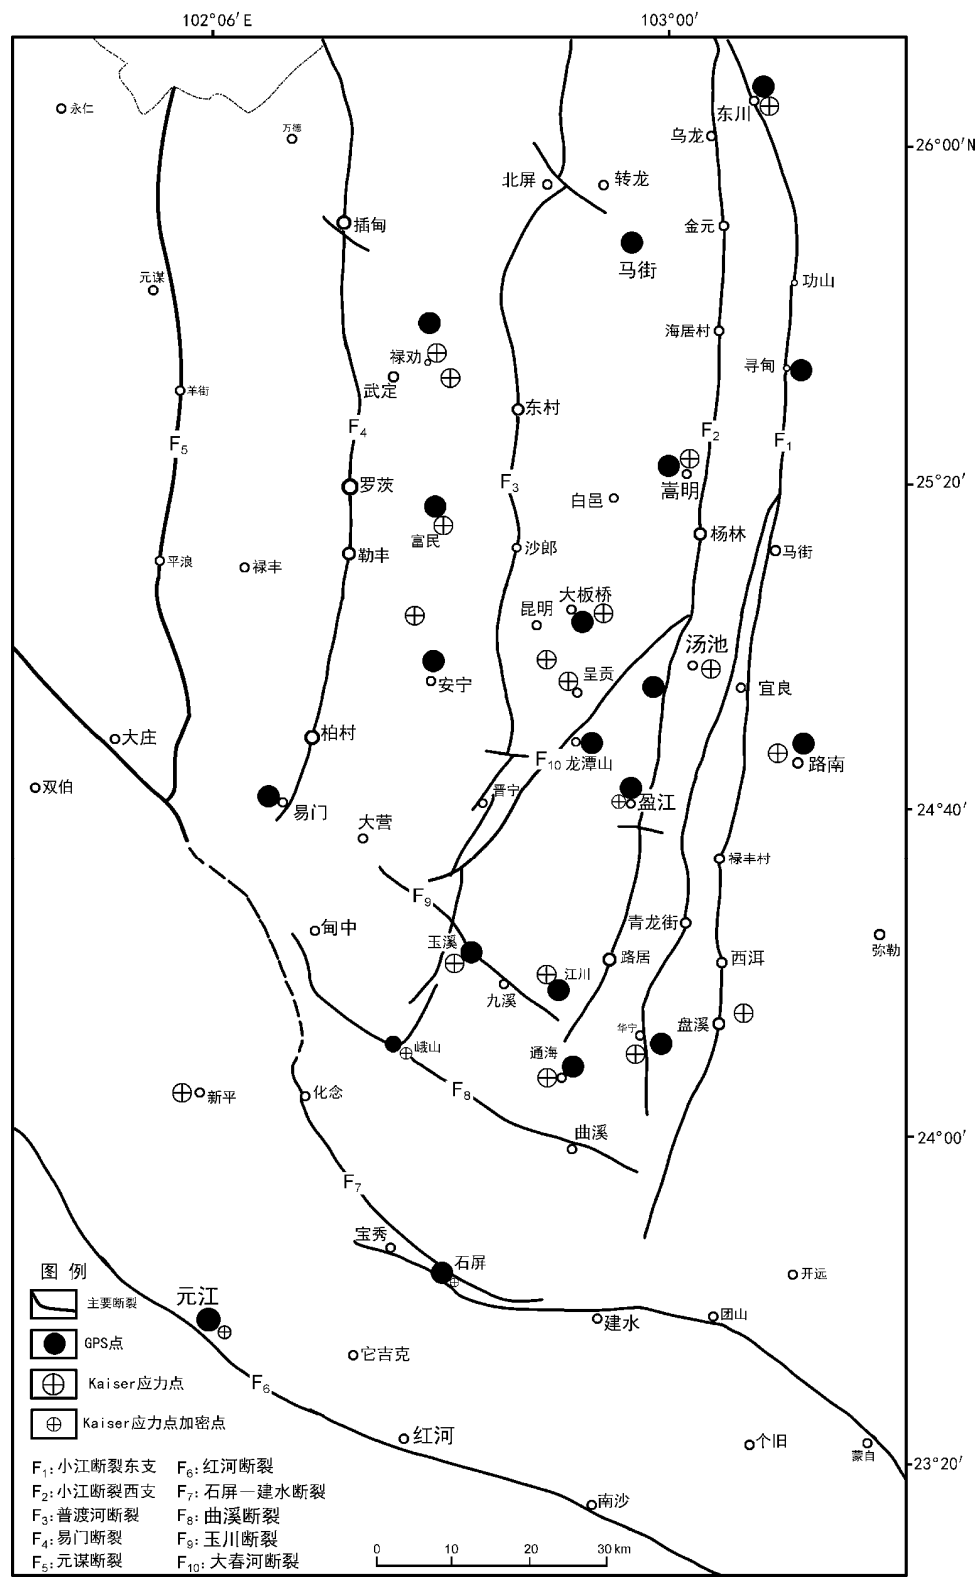 102°06′E
103°00′
永仁
万德
东川
乌龙
26°00′N
北屏
转龙
插甸
金元
马街
元谋
功山
海居村
禄劝
寻甸
武定
羊街
东村
F4
F2
F1
F5
罗茨
F3
嵩明
25°20′
白邑
富民
杨林
勒丰
沙郎
马街
平浪
禄丰
大板桥
昆明
汤池
呈贡
安宁
宜良
柏村
大庄
F10
龙潭山
路南
双伯
晋宁
盈江
易门
24°40′
大营
禄丰村
F9
青龙街
甸中
玉溪
弥勒
路居
西洱
江川
九溪
华宁
盘溪
峨山
通海
新平
化念
F8
曲溪
24°00′
F7
宝秀
石屏
图 例
开远
主要断裂
元江
团山
建水
GPS点
它吉克
F6
Kaiser应力点
Kaiser应力点加密点
红河
个旧
蒙自
23°20′
F1:小江断裂东支 F6:红河断裂
F2:小江断裂西支 F7:石屏—建水断裂
F3:普渡河断裂 F8:曲溪断裂
南沙
F4:易门断裂 F9:玉川断裂
F5:元谋断裂 F10:大春河断裂
0 10 20 30 km